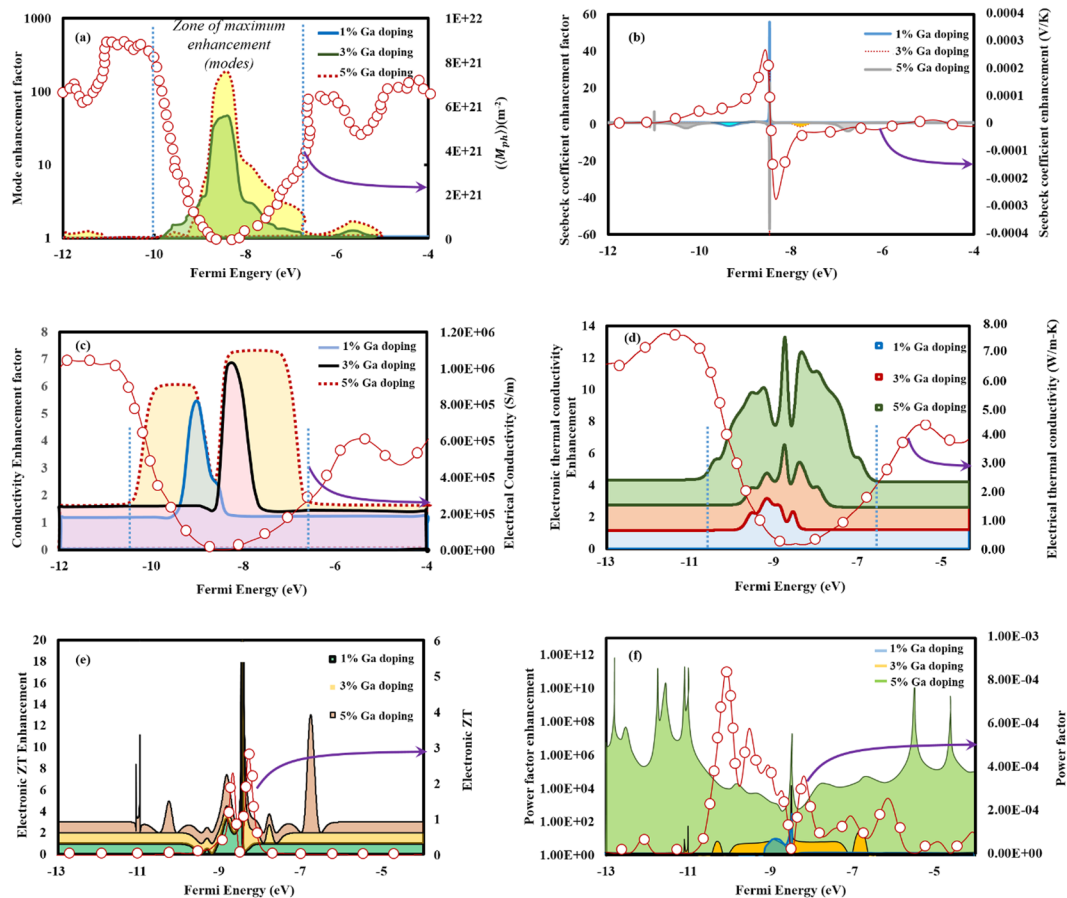 (a)
Zone of maximum
enhancement
(modes)
1% Ga doping
3% Ga doping
5% Ga doping
Mode enhancement factor
1000
100
10
1
-12
-10
-8
-6
-4
Fermi Engery (eV)
1E+22
9E+21
6E+21
4E+21
2E+21
0
⟨⟨M_ph⟩⟩(m⁻²)
(b)
1% Ga doping
3% Ga doping
5% Ga doping
Seebeck coefficient enhancement factor
60
40
20
0
-20
-40
-60
-12
-10
-8
-6
-4
Fermi Energy (eV)
0.0004
0.0003
0.0002
0.0001
0
-0.0001
-0.0002
-0.0003
-0.0004
Seebeck coefficient enhancement (V/K)
(c)
1% Ga doping
3% Ga doping
5% Ga doping
Conductivity Enhancement factor
8
7
6
5
4
3
2
1
0
-12
-10
-8
-6
-4
Fermi Energy (eV)
1.20E+06
1.00E+06
8.00E+05
6.00E+05
4.00E+05
2.00E+05
0.00E+00
Electrical Conductivity (S/m)
(d)
1% Ga doping
3% Ga doping
5% Ga doping
Electronic thermal conductivity
Enhancement
14
12
10
8
6
4
2
0
-13
-11
-9
-7
-5
Fermi Energy (eV)
8.00
7.00
6.00
5.00
4.00
3.00
2.00
1.00
0.00
Electrical thermal conductivity (W/m-K)
(e)
1% Ga doping
3% Ga doping
5% Ga doping
Electronic ZT Enhancement
20
18
16
14
12
10
8
6
4
2
0
-13
-11
-9
-7
-5
Fermi Energy (eV)
6
5
4
3
2
1
0
Electronic ZT
(f)
1% Ga doping
3% Ga doping
5% Ga doping
Power factor enhancement
1.00E+12
1.00E+10
1.00E+08
1.00E+06
1.00E+04
1.00E+02
1.00E+00
-13
-11
-9
-7
-5
Fermi Energy (eV)
1.00E-03
8.00E-04
6.00E-04
4.00E-04
2.00E-04
0.00E+00
Power factor